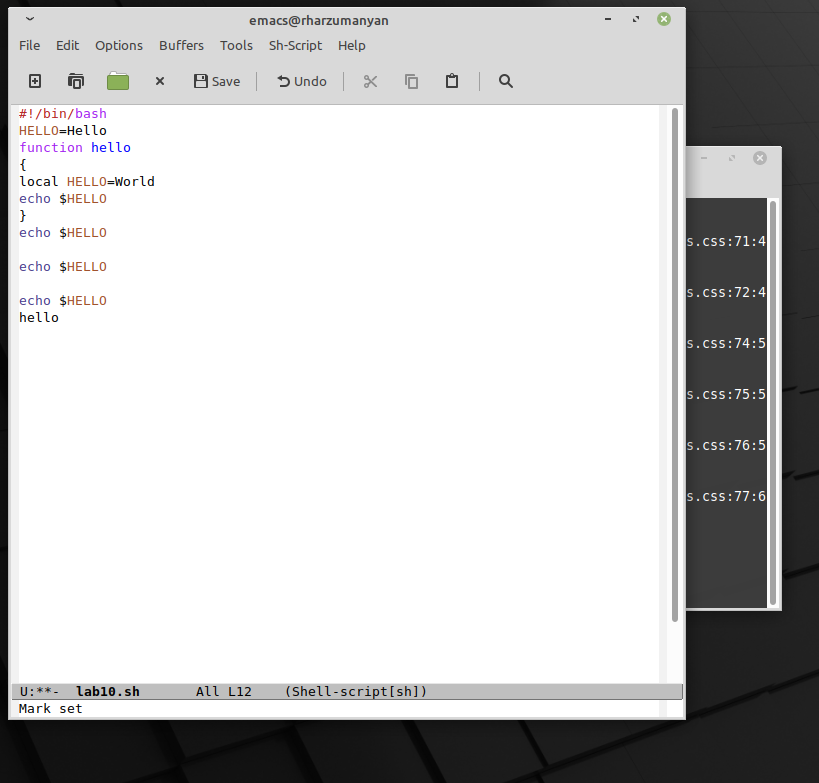 emacs@rharzumanyan
File Edit Options Buffers Tools Sh-Script Help
Save Undo
#!/bin/bash
HELLO=Hello
function hello
{
local HELLO=World
echo $HELLO
}
echo $HELLO
echo $HELLO
echo $HELLO
hello
U:**- lab10.sh All L12 (Shell-script[sh])
Mark set
s.css:71:4
s.css:72:4
s.css:74:5
s.css:75:5
s.css:76:5
s.css:77:6